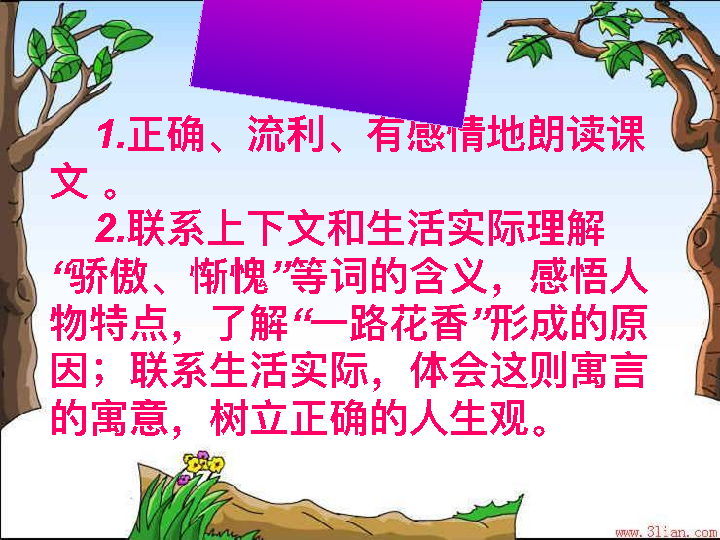 1.正确、流利、有感情地朗读课
文 。
2.联系上下文和生活实际理解
“骄傲、惭愧”等词的含义，感悟人
物特点，了解“一路花香”形成的原
因；联系生活实际，体会这则寓言
的寓意，树立正确的人生观。
www.3lian.com